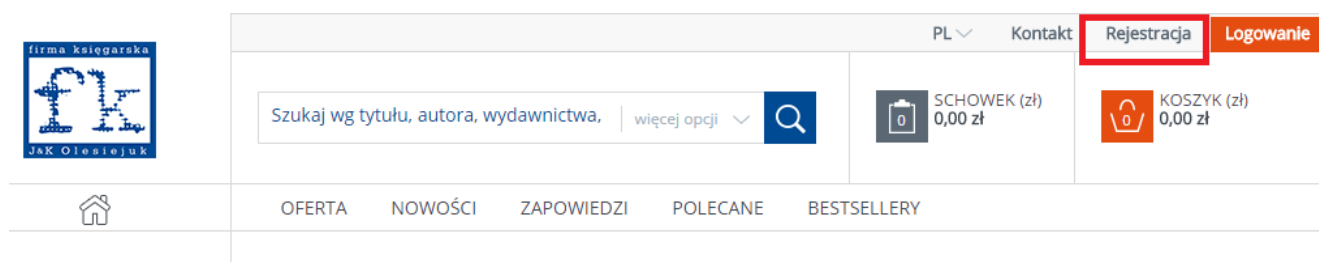 firma księgarska
fk
J&K Olesiejuk
PL
Kontakt
Rejestracja
Logowanie
Szukaj wg tytułu, autora, wydawnictwa,
więcej opcji
0
SCHOWEK (zł)
0,00 zł
0
KOSZYK (zł)
0,00 zł
OFERTA
NOWOŚCI
ZAPOWIEDZI
POLECANE
BESTSELLERY